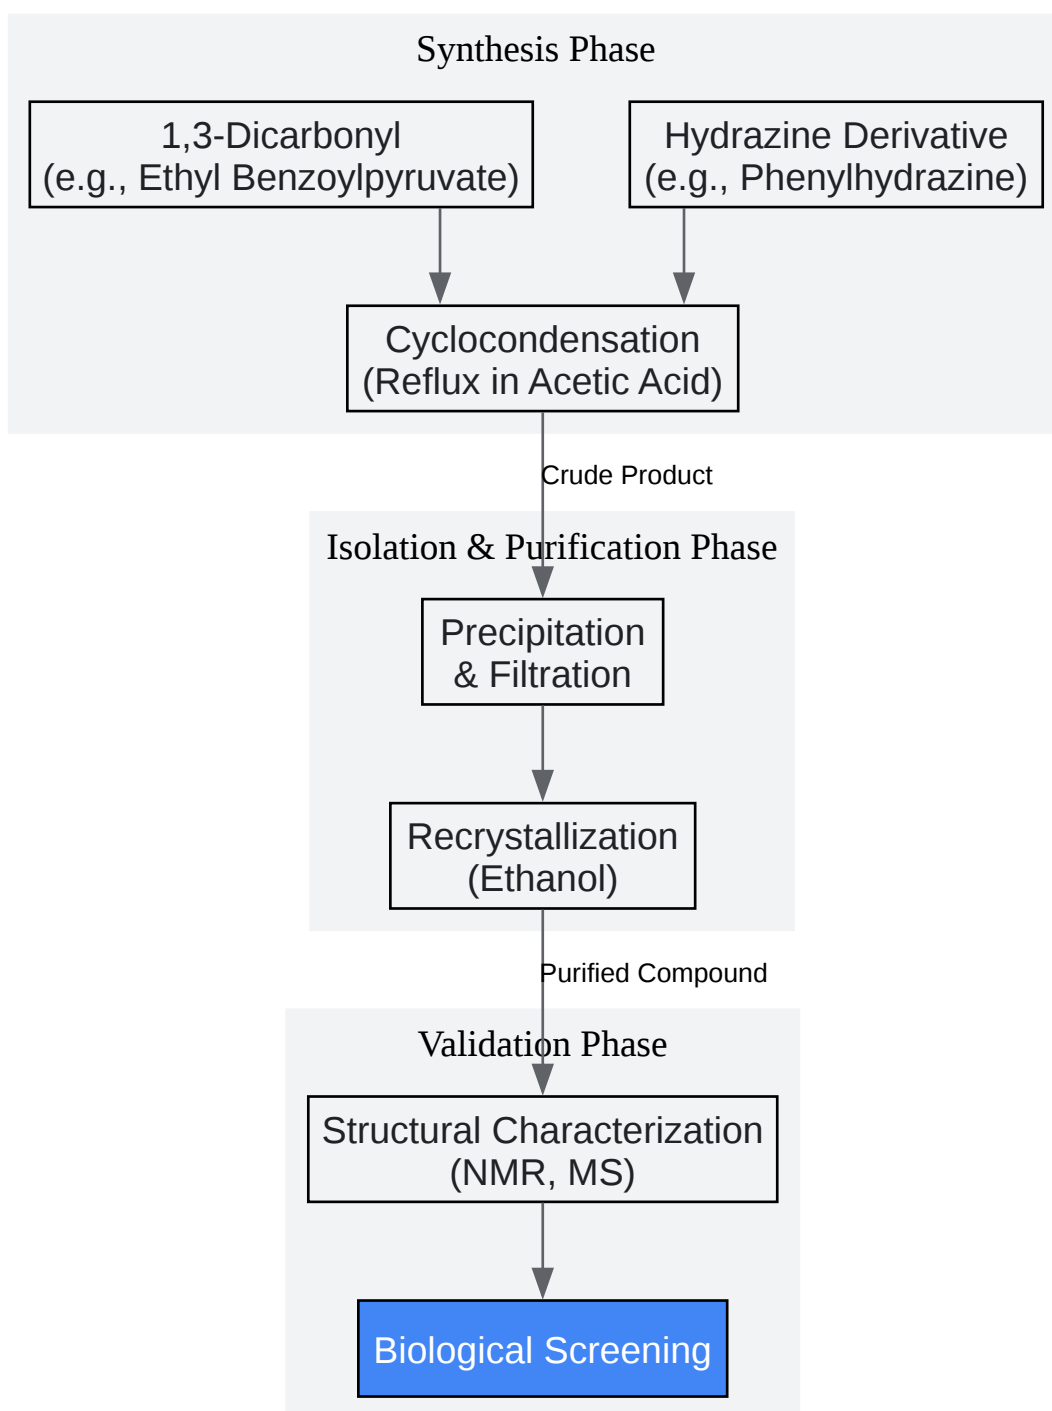 Synthesis Phase
1,3-Dicarbonyl
(e.g., Ethyl Benzoylpyruvate)
Hydrazine Derivative
(e.g., Phenylhydrazine)
Cyclocondensation
(Reflux in Acetic Acid)
Crude Product
Isolation & Purification Phase
Precipitation
& Filtration
Recrystallization
(Ethanol)
Purified Compound
Validation Phase
Structural Characterization
(NMR, MS)
Biological Screening